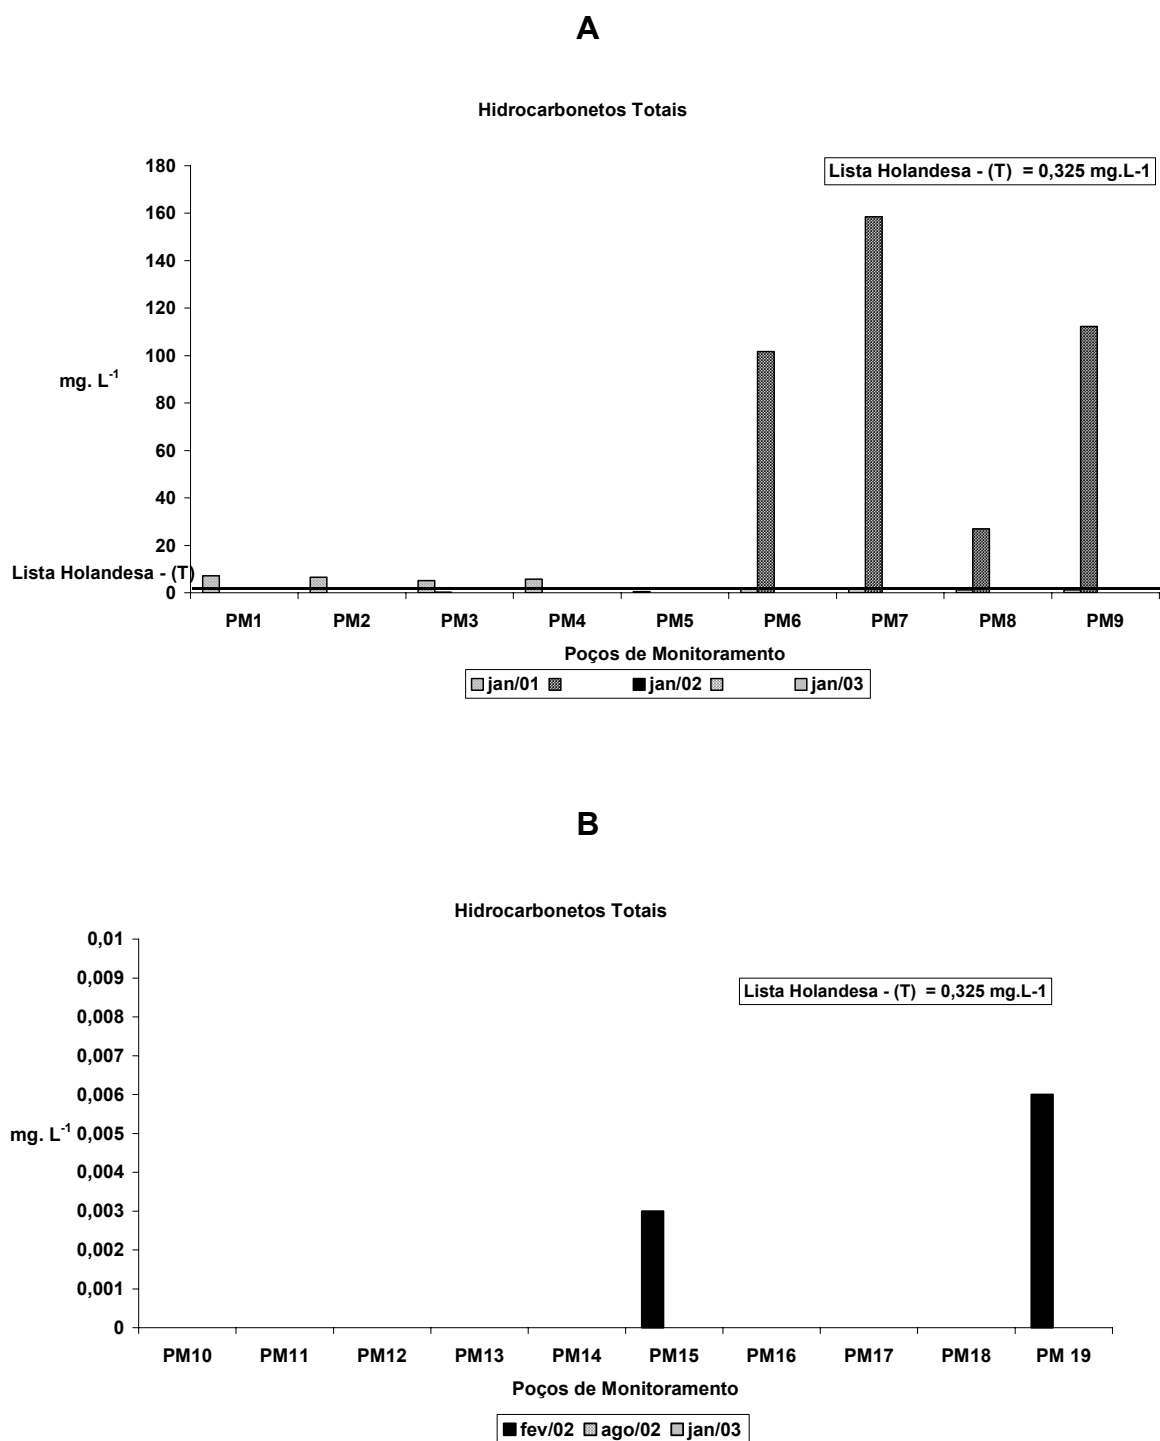 A
Hidrocarbonetos Totais
180
Lista Holandesa - (T)  = 0,325 mg.L-1
160
140
120
100
mg. L-1
80
60
40
20
Lista Holandesa - (T)
0
PM1 PM2 PM3 PM4 PM5 PM6 PM7 PM8 PM9
Poços de Monitoramento
jan/01 jan/02 jan/03
B
Hidrocarbonetos Totais
0,01
0,009
Lista Holandesa - (T)  = 0,325 mg.L-1
0,008
0,007
0,006
mg. L-1 0,005
0,004
0,003
0,002
0,001
0
PM10 PM11 PM12 PM13 PM14 PM15 PM16 PM17 PM18 PM 19
Poços de Monitoramento
fev/02 ago/02 jan/03